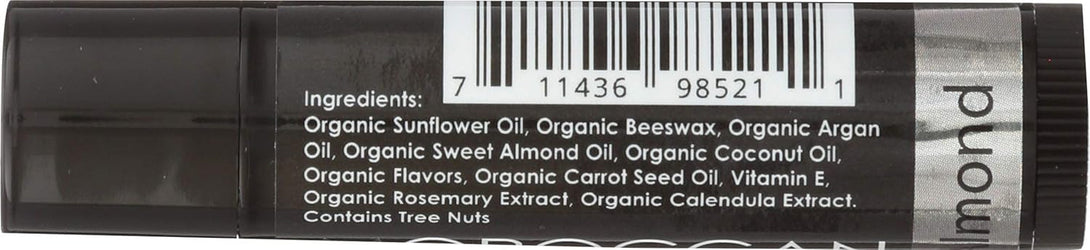 7 11436 98521 1
Ingredients:
Organic Sunflower Oil, Organic Beeswax, Organic Argan
Oil, Organic Sweet Almond Oil, Organic Coconut Oil,
Organic Flavors, Organic Carrot Seed Oil, Vitamin E,
Organic Rosemary Extract, Organic Calendula Extract.
Contains Tree Nuts
lmond